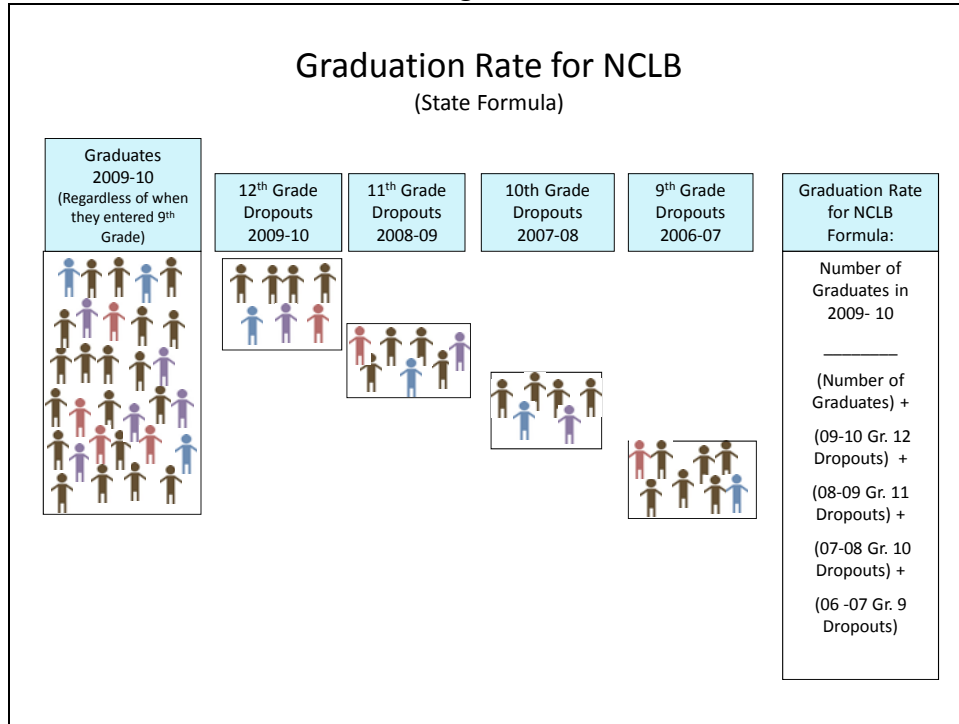 Graduation Rate for NCLB
(State Formula)
Graduates
2009-10
(Regardless of when
they entered 9th
Grade)
12th Grade
Dropouts
2009-10
11th Grade
Dropouts
2008-09
10th Grade
Dropouts
2007-08
9th Grade
Dropouts
2006-07
Graduation Rate
for NCLB
Formula:
Number of
Graduates in
2009- 10
________
(Number of
Graduates) +
(09-10 Gr. 12
Dropouts) +
(08-09 Gr. 11
Dropouts) +
(07-08 Gr. 10
Dropouts) +
(06 -07 Gr. 9
Dropouts)